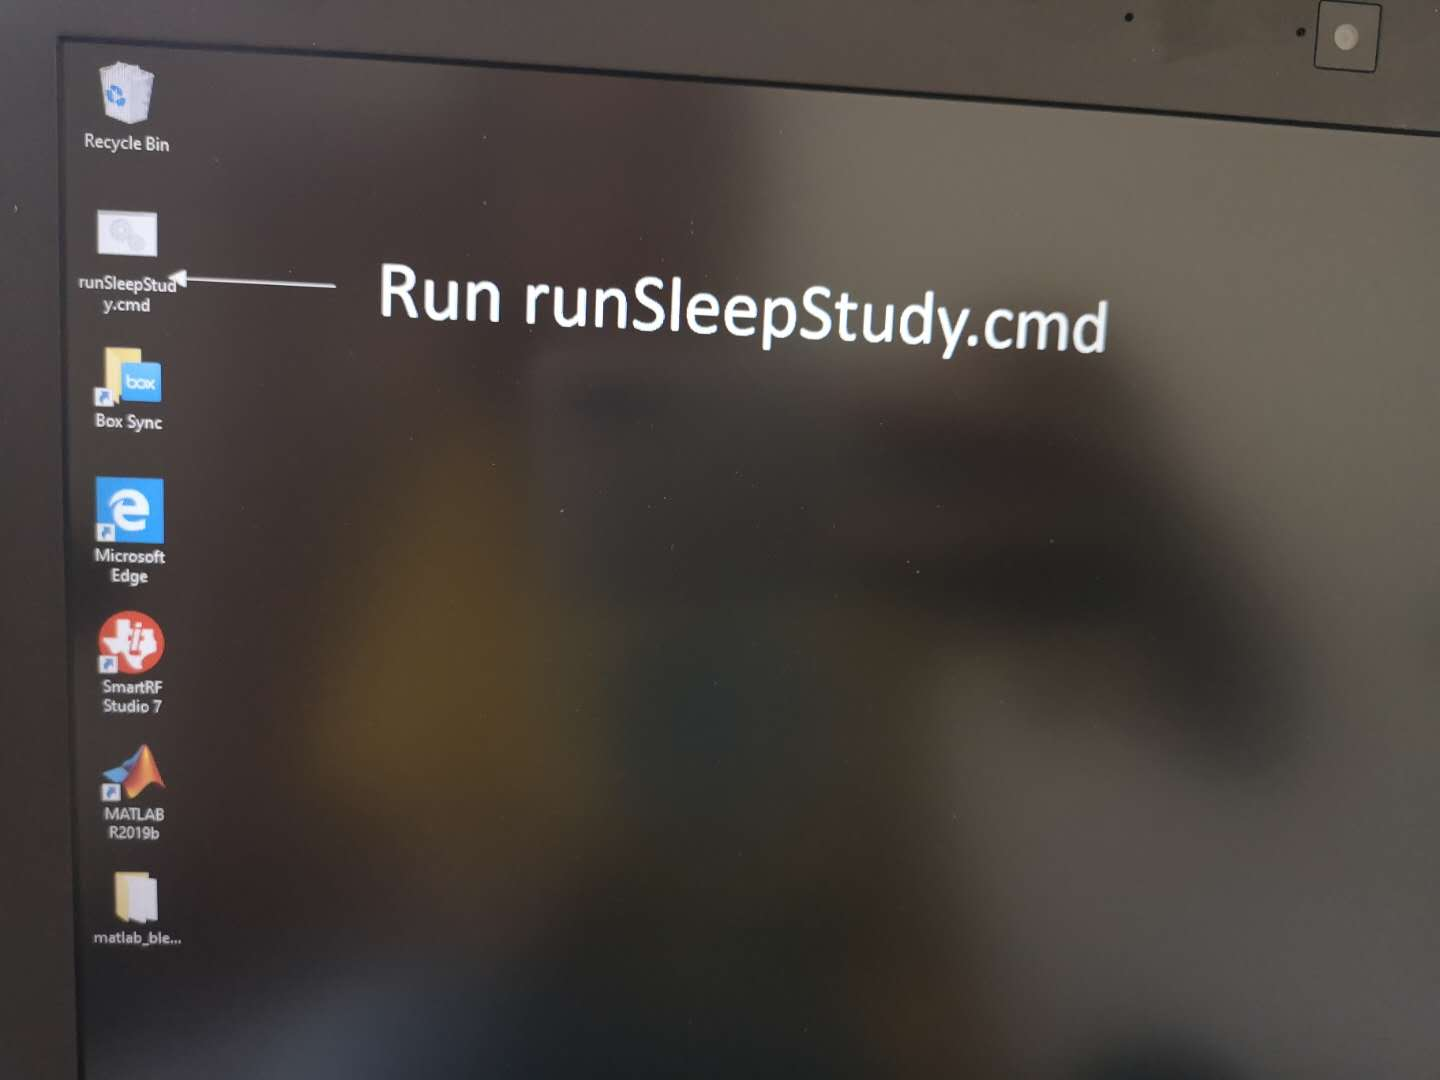 Recycle Bin
runSleepStud
y.cmd
Run runSleepStudy.cmd
box
Box Sync
Microsoft
Edge
SmartRF
Studio 7
MATLAB
R2019b
matlab_ble...